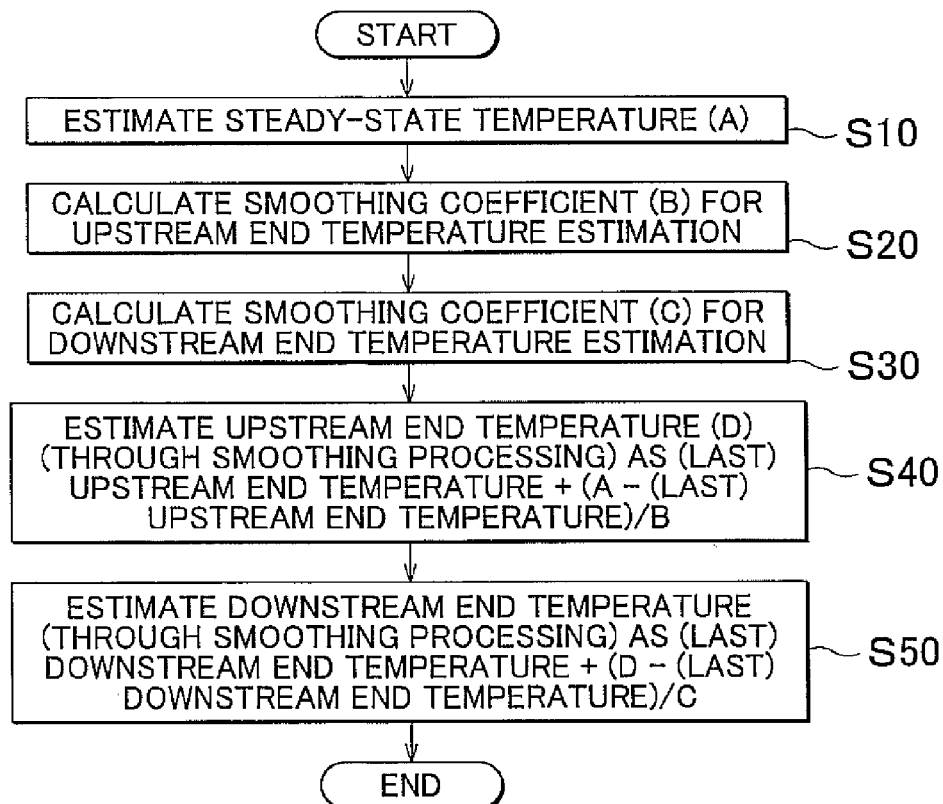 START
ESTIMATE STEADY-STATE TEMPERATURE (A)
S10
CALCULATE SMOOTHING COEFFICIENT (B) FOR
UPSTREAM END TEMPERATURE ESTIMATION
S20
CALCULATE SMOOTHING COEFFICIENT (C) FOR
DOWNSTREAM END TEMPERATURE ESTIMATION
S30
ESTIMATE UPSTREAM END TEMPERATURE (D)
(THROUGH SMOOTHING PROCESSING) AS (LAST)
UPSTREAM END TEMPERATURE + (A - (LAST)
UPSTREAM END TEMPERATURE)/B
S40
ESTIMATE DOWNSTREAM END TEMPERATURE
(THROUGH SMOOTHING PROCESSING) AS (LAST)
DOWNSTREAM END TEMPERATURE + (D - (LAST)
DOWNSTREAM END TEMPERATURE)/C
S50
END